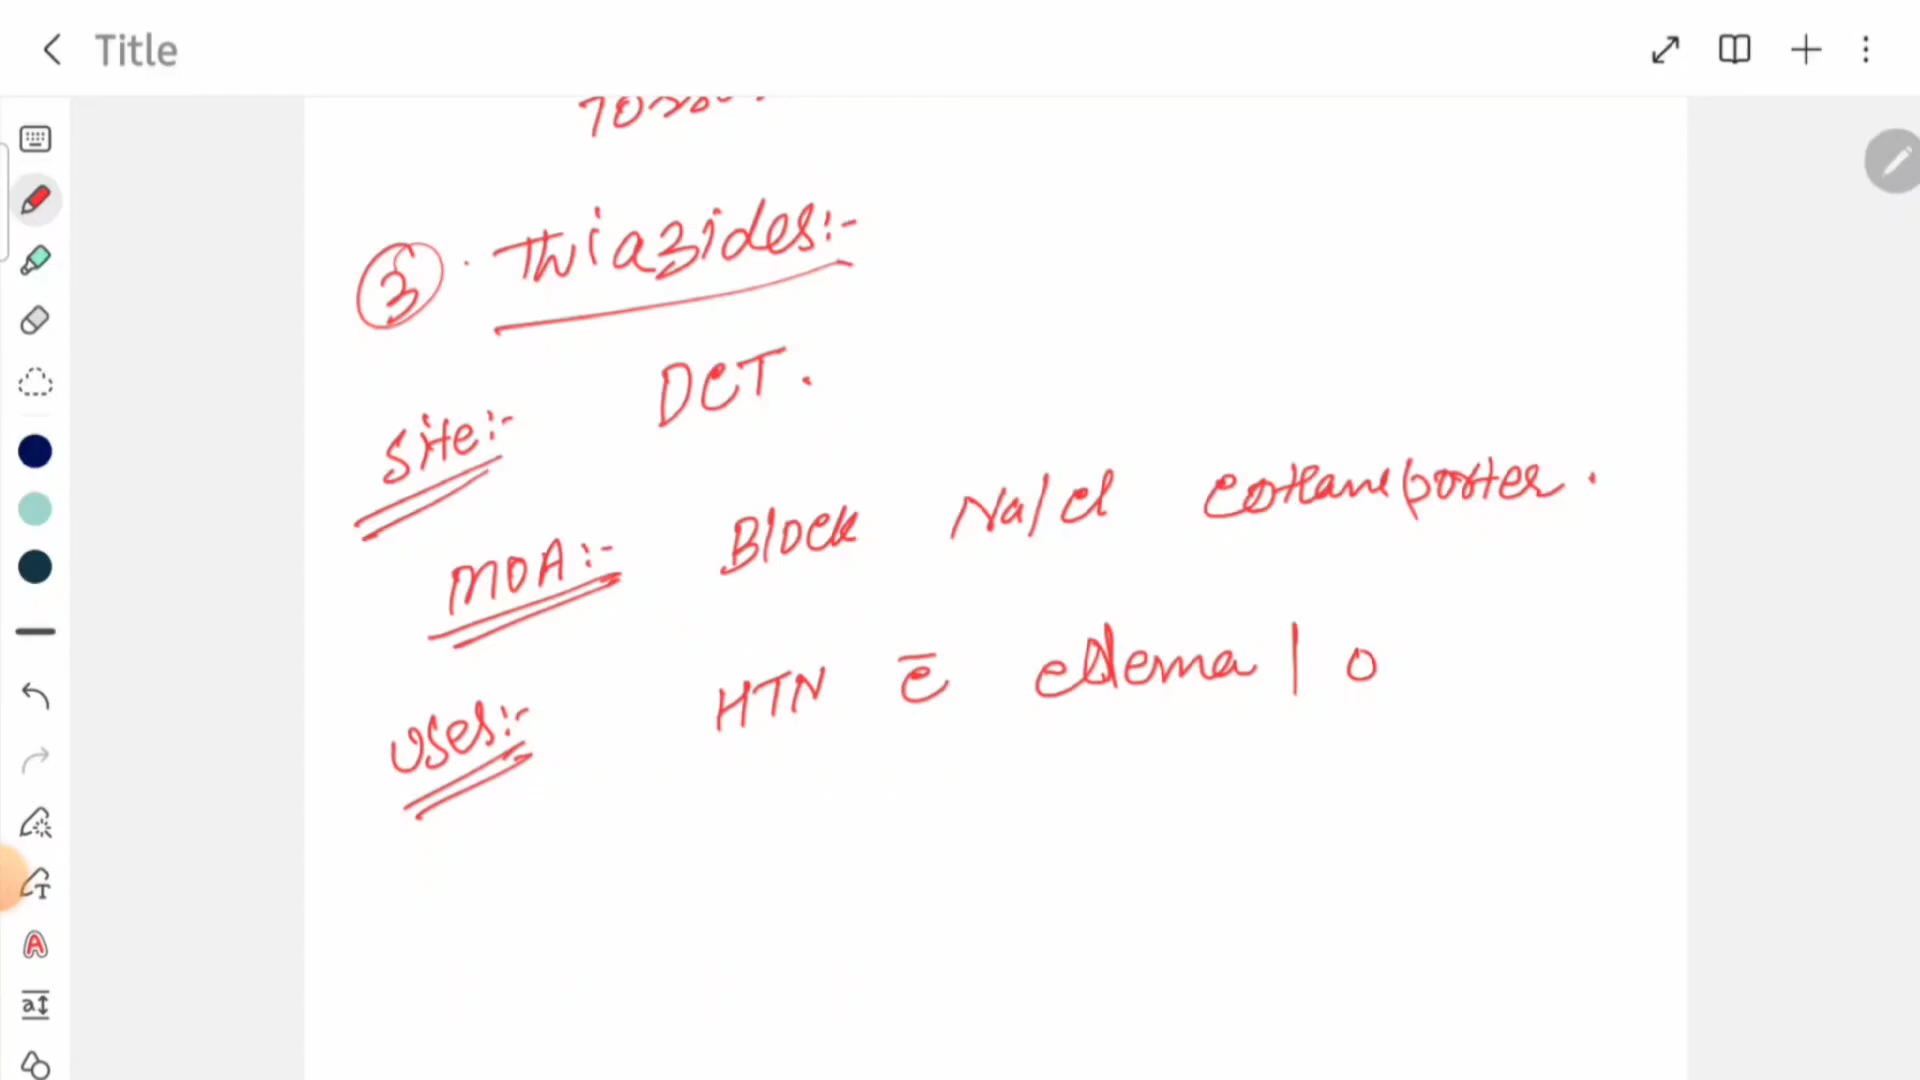 Title
③. Thiazides:-
Site:- DCT.
MOA:- Block Na/Cl cotransporter.
Uses:- HTN c̄ edema / o